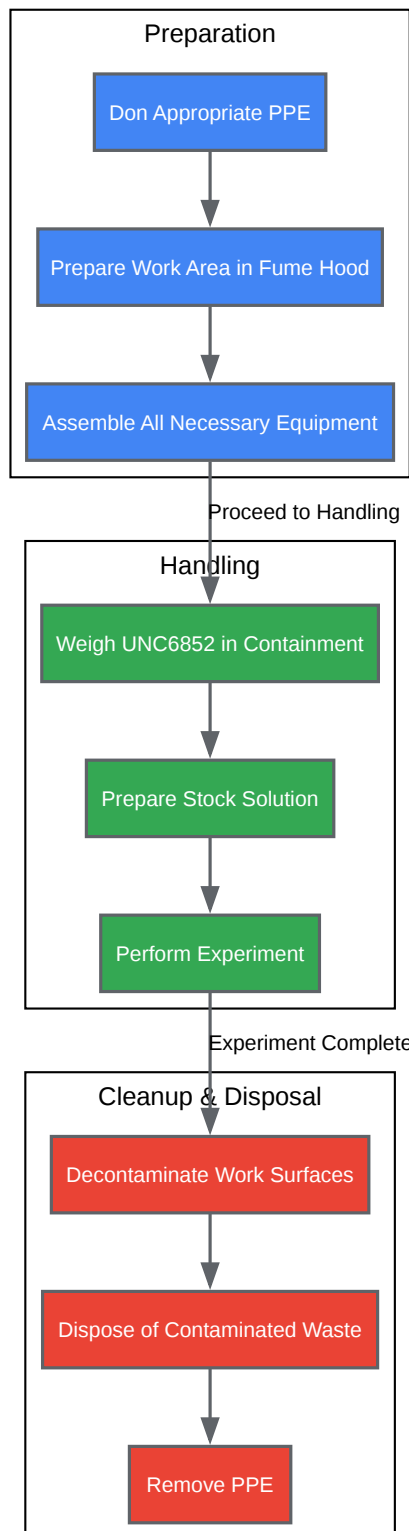 Preparation
Don Appropriate PPE
Prepare Work Area in Fume Hood
Assemble All Necessary Equipment
Proceed to Handling
Handling
Weigh UNC6852 in Containment
Prepare Stock Solution
Perform Experiment
Experiment Complete
Cleanup & Disposal
Decontaminate Work Surfaces
Dispose of Contaminated Waste
Remove PPE